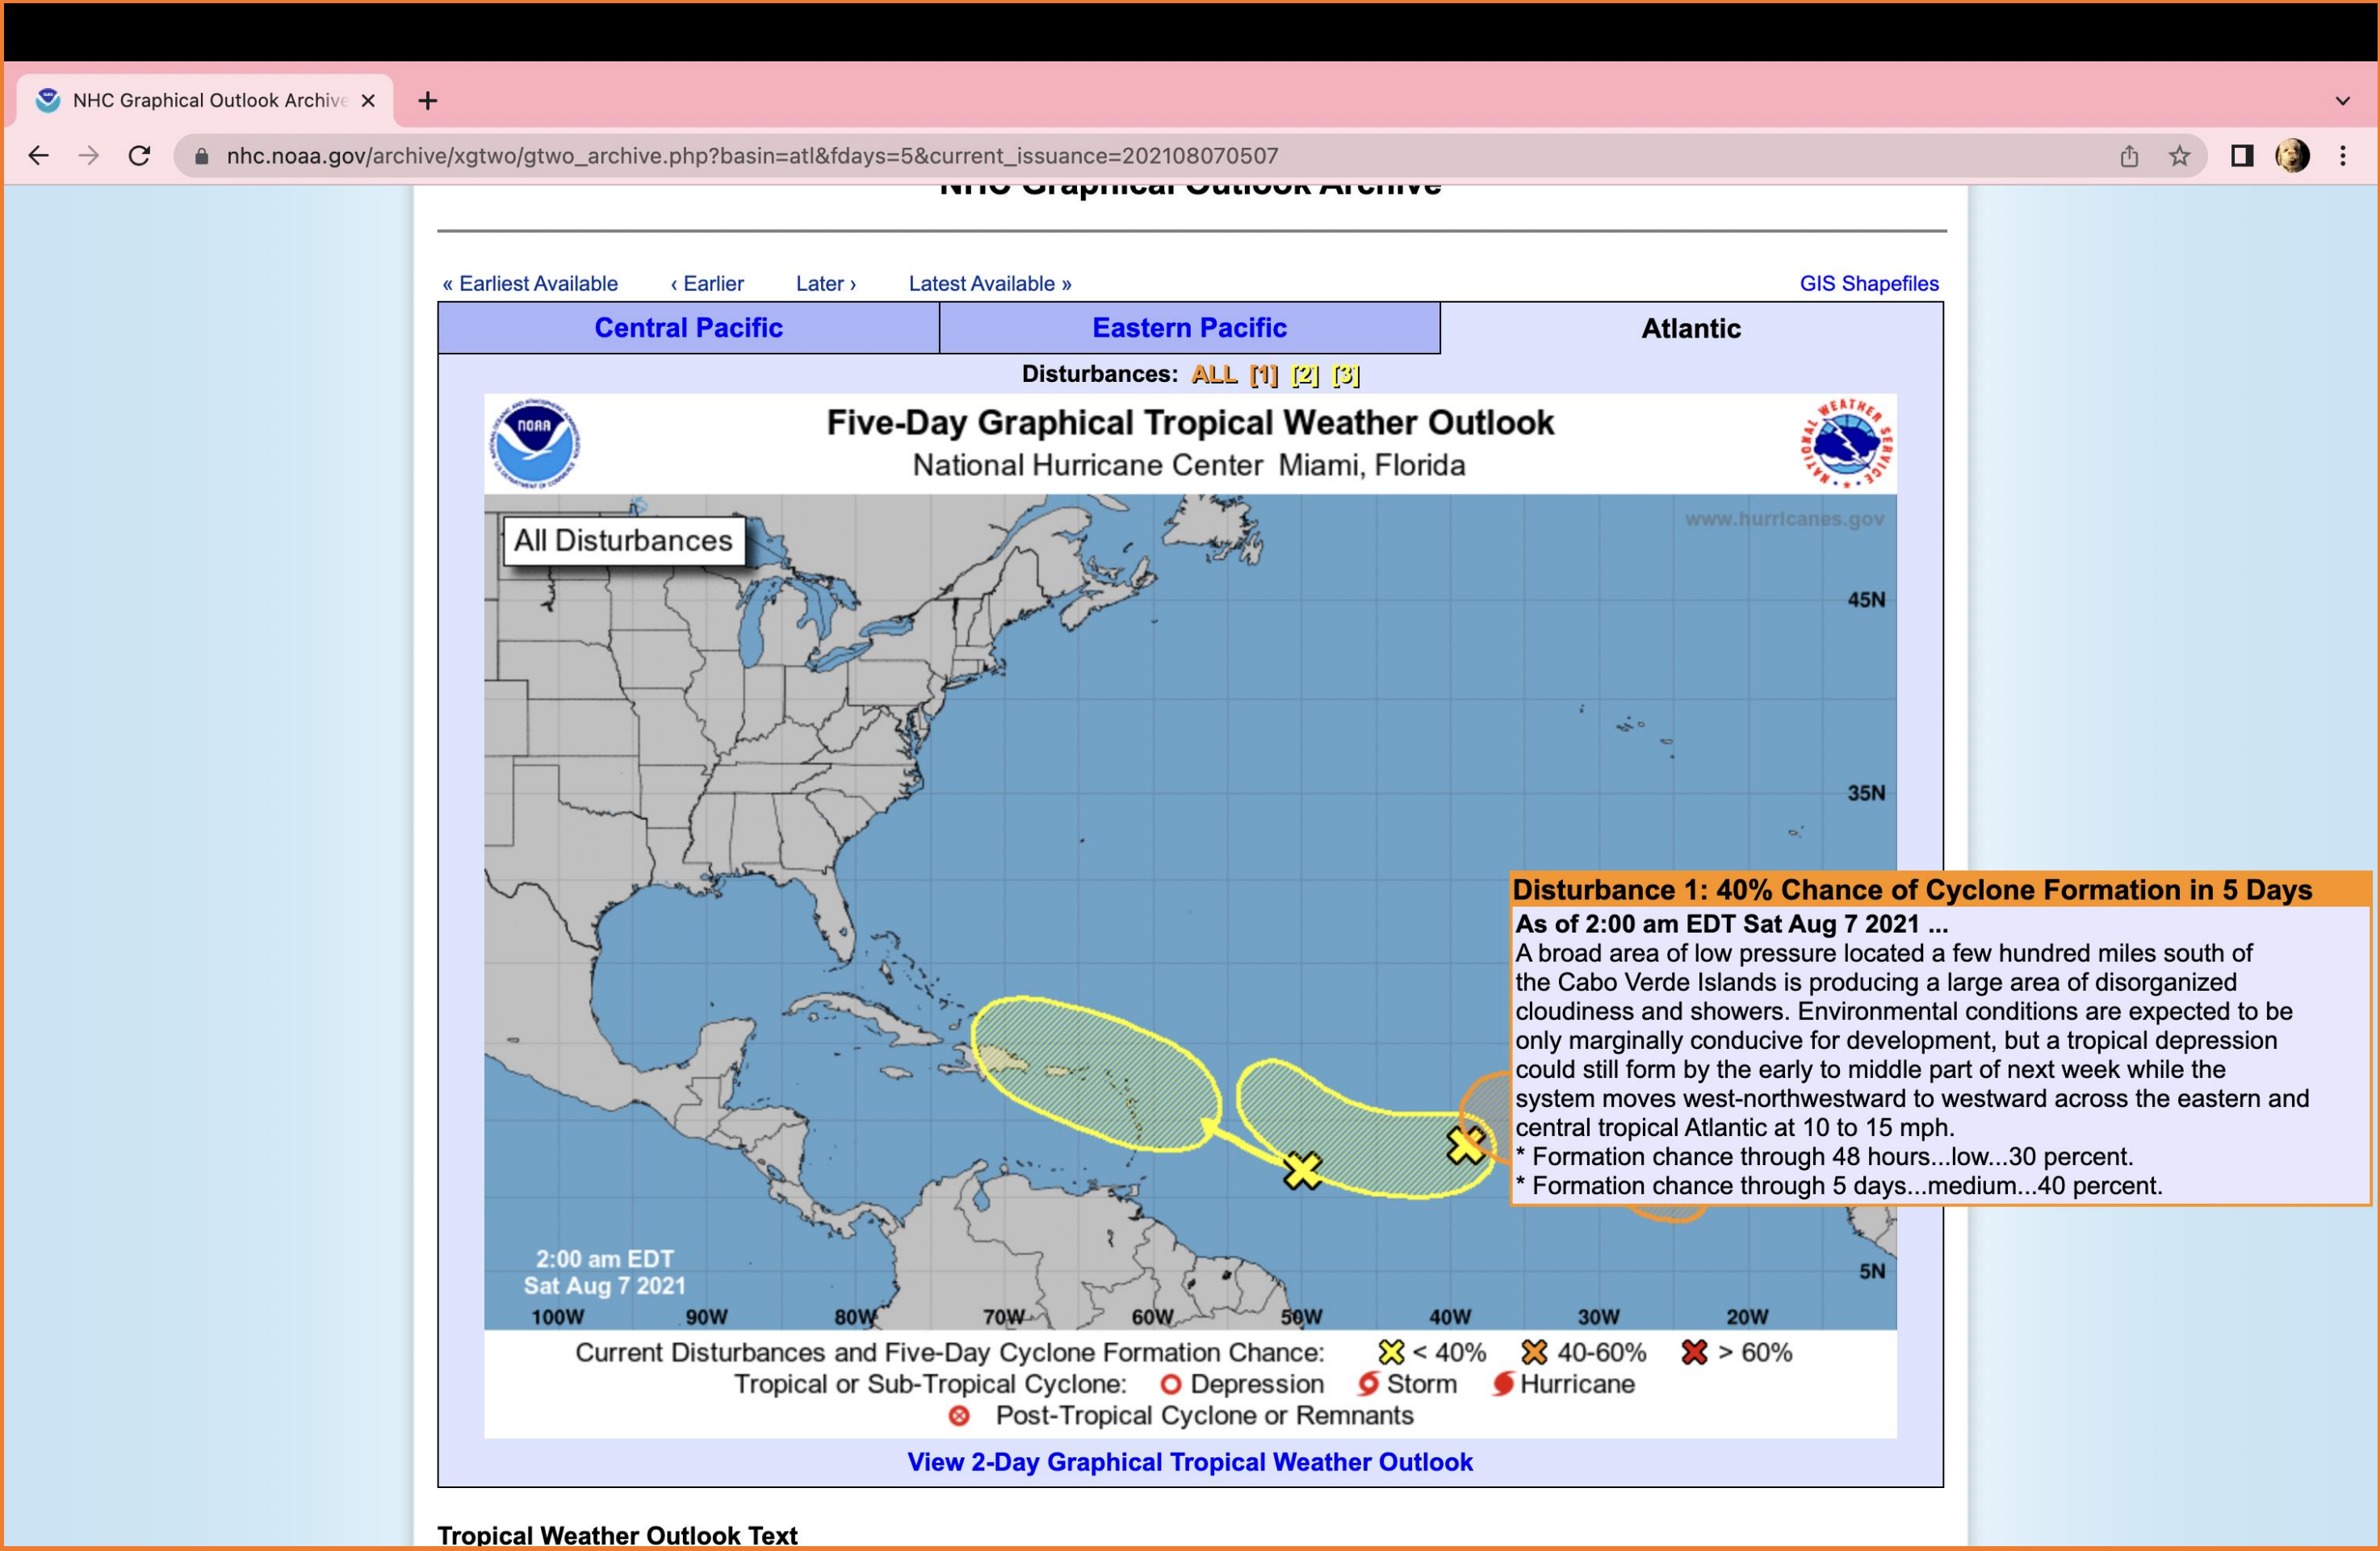 NHC Graphical Outlook Archive
nhc.noaa.gov/archive/xgtwo/gtwo_archive.php?basin=atl&fdays=5&current_issuance=202108070507
NHC Graphical Outlook Archive
« Earliest Available ‹ Earlier Later › Latest Available » GIS Shapefiles
Central Pacific Eastern Pacific Atlantic
Disturbances: ALL [1] [2] [3]
NOAA
Five-Day Graphical Tropical Weather Outlook
National Hurricane Center Miami, Florida
NATIONAL WEATHER SERVICE
All Disturbances
www.hurricanes.gov
45N
35N
Disturbance 1: 40% Chance of Cyclone Formation in 5 Days
As of 2:00 am EDT Sat Aug 7 2021 ...
A broad area of low pressure located a few hundred miles south of
the Cabo Verde Islands is producing a large area of disorganized
cloudiness and showers. Environmental conditions are expected to be
only marginally conducive for development, but a tropical depression
could still form by the early to middle part of next week while the
system moves west-northwestward to westward across the eastern and
central tropical Atlantic at 10 to 15 mph.
* Formation chance through 48 hours...low...30 percent.
* Formation chance through 5 days...medium...40 percent.
2:00 am EDT
Sat Aug 7 2021
5N
100W 90W 80W 70W 60W 50W 40W 30W 20W
Current Disturbances and Five-Day Cyclone Formation Chance: < 40% 40-60% > 60%
Tropical or Sub-Tropical Cyclone: Depression Storm Hurricane
Post-Tropical Cyclone or Remnants
View 2-Day Graphical Tropical Weather Outlook
Tropical Weather Outlook Text